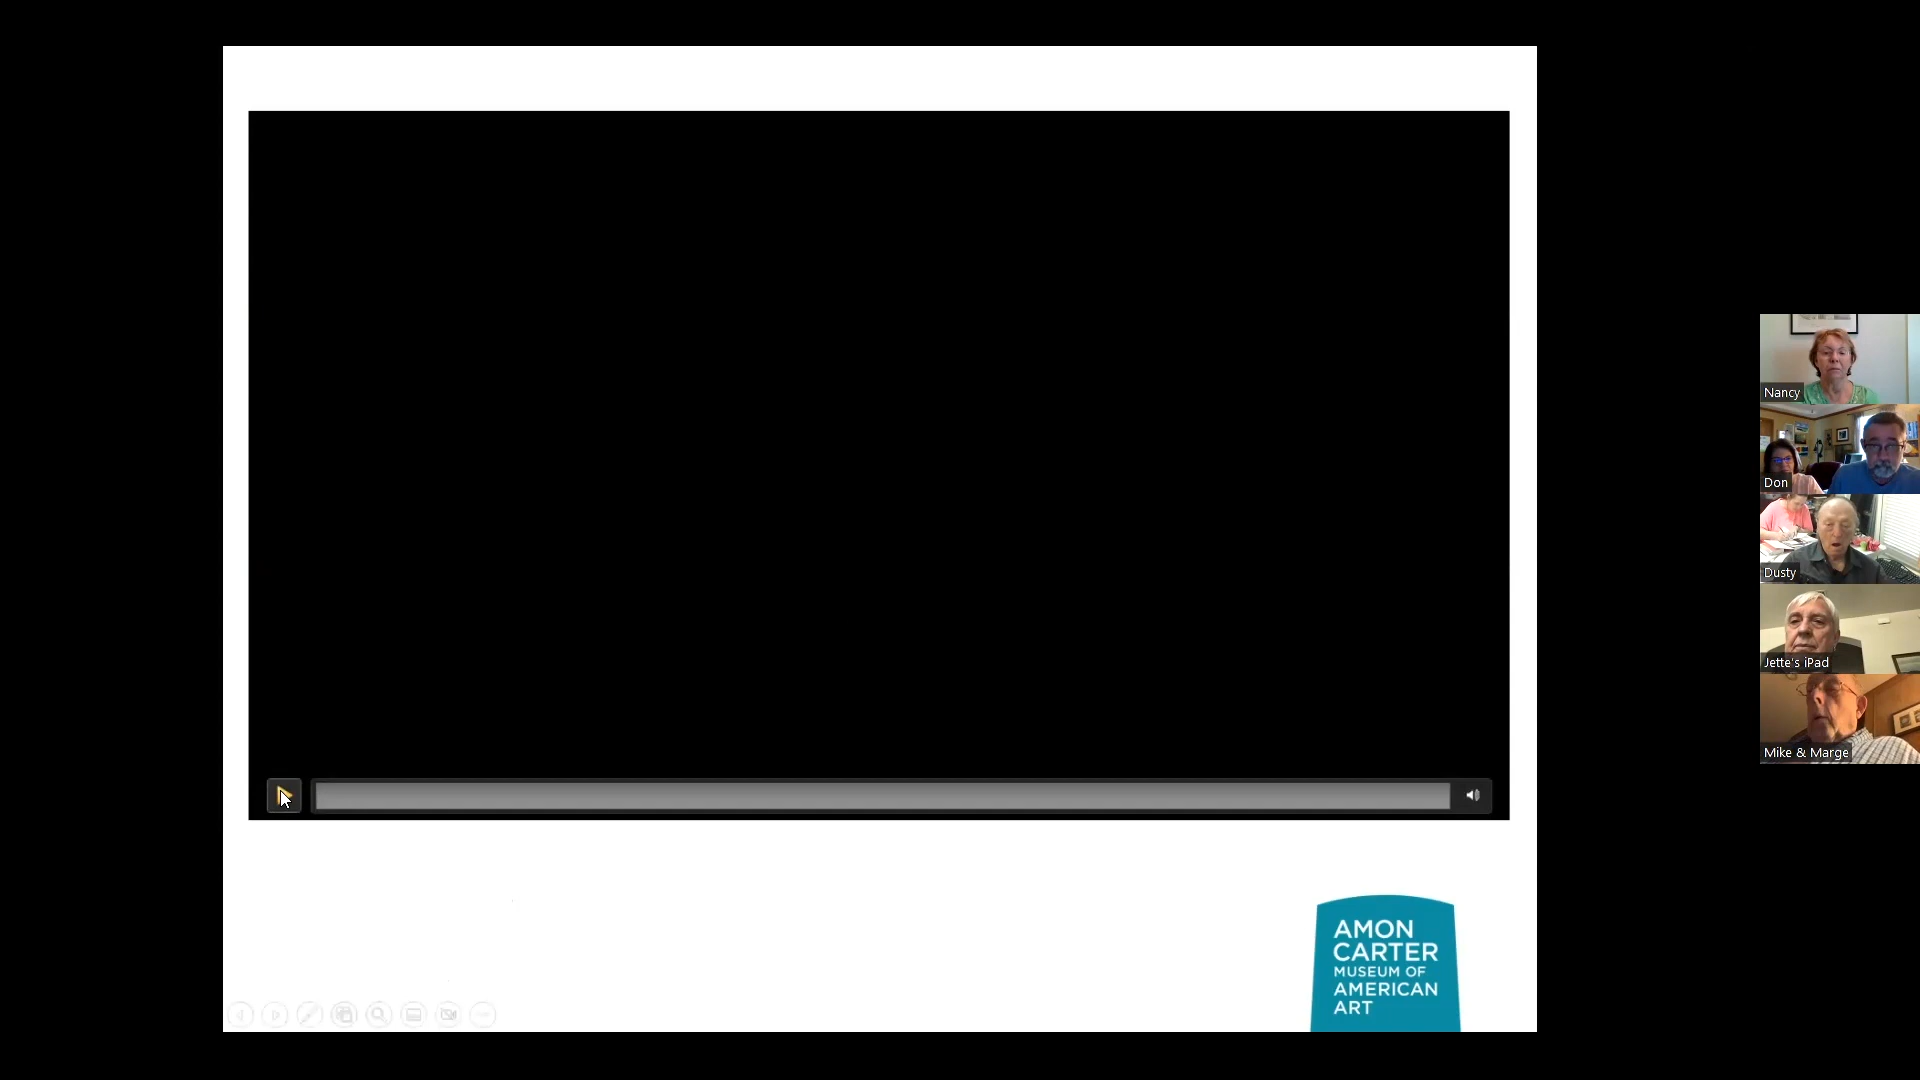 Nancy
Don
Dusty
Jette's iPad
Mike & Marge
AMON
CARTER
MUSEUM OF
AMERICAN
ART